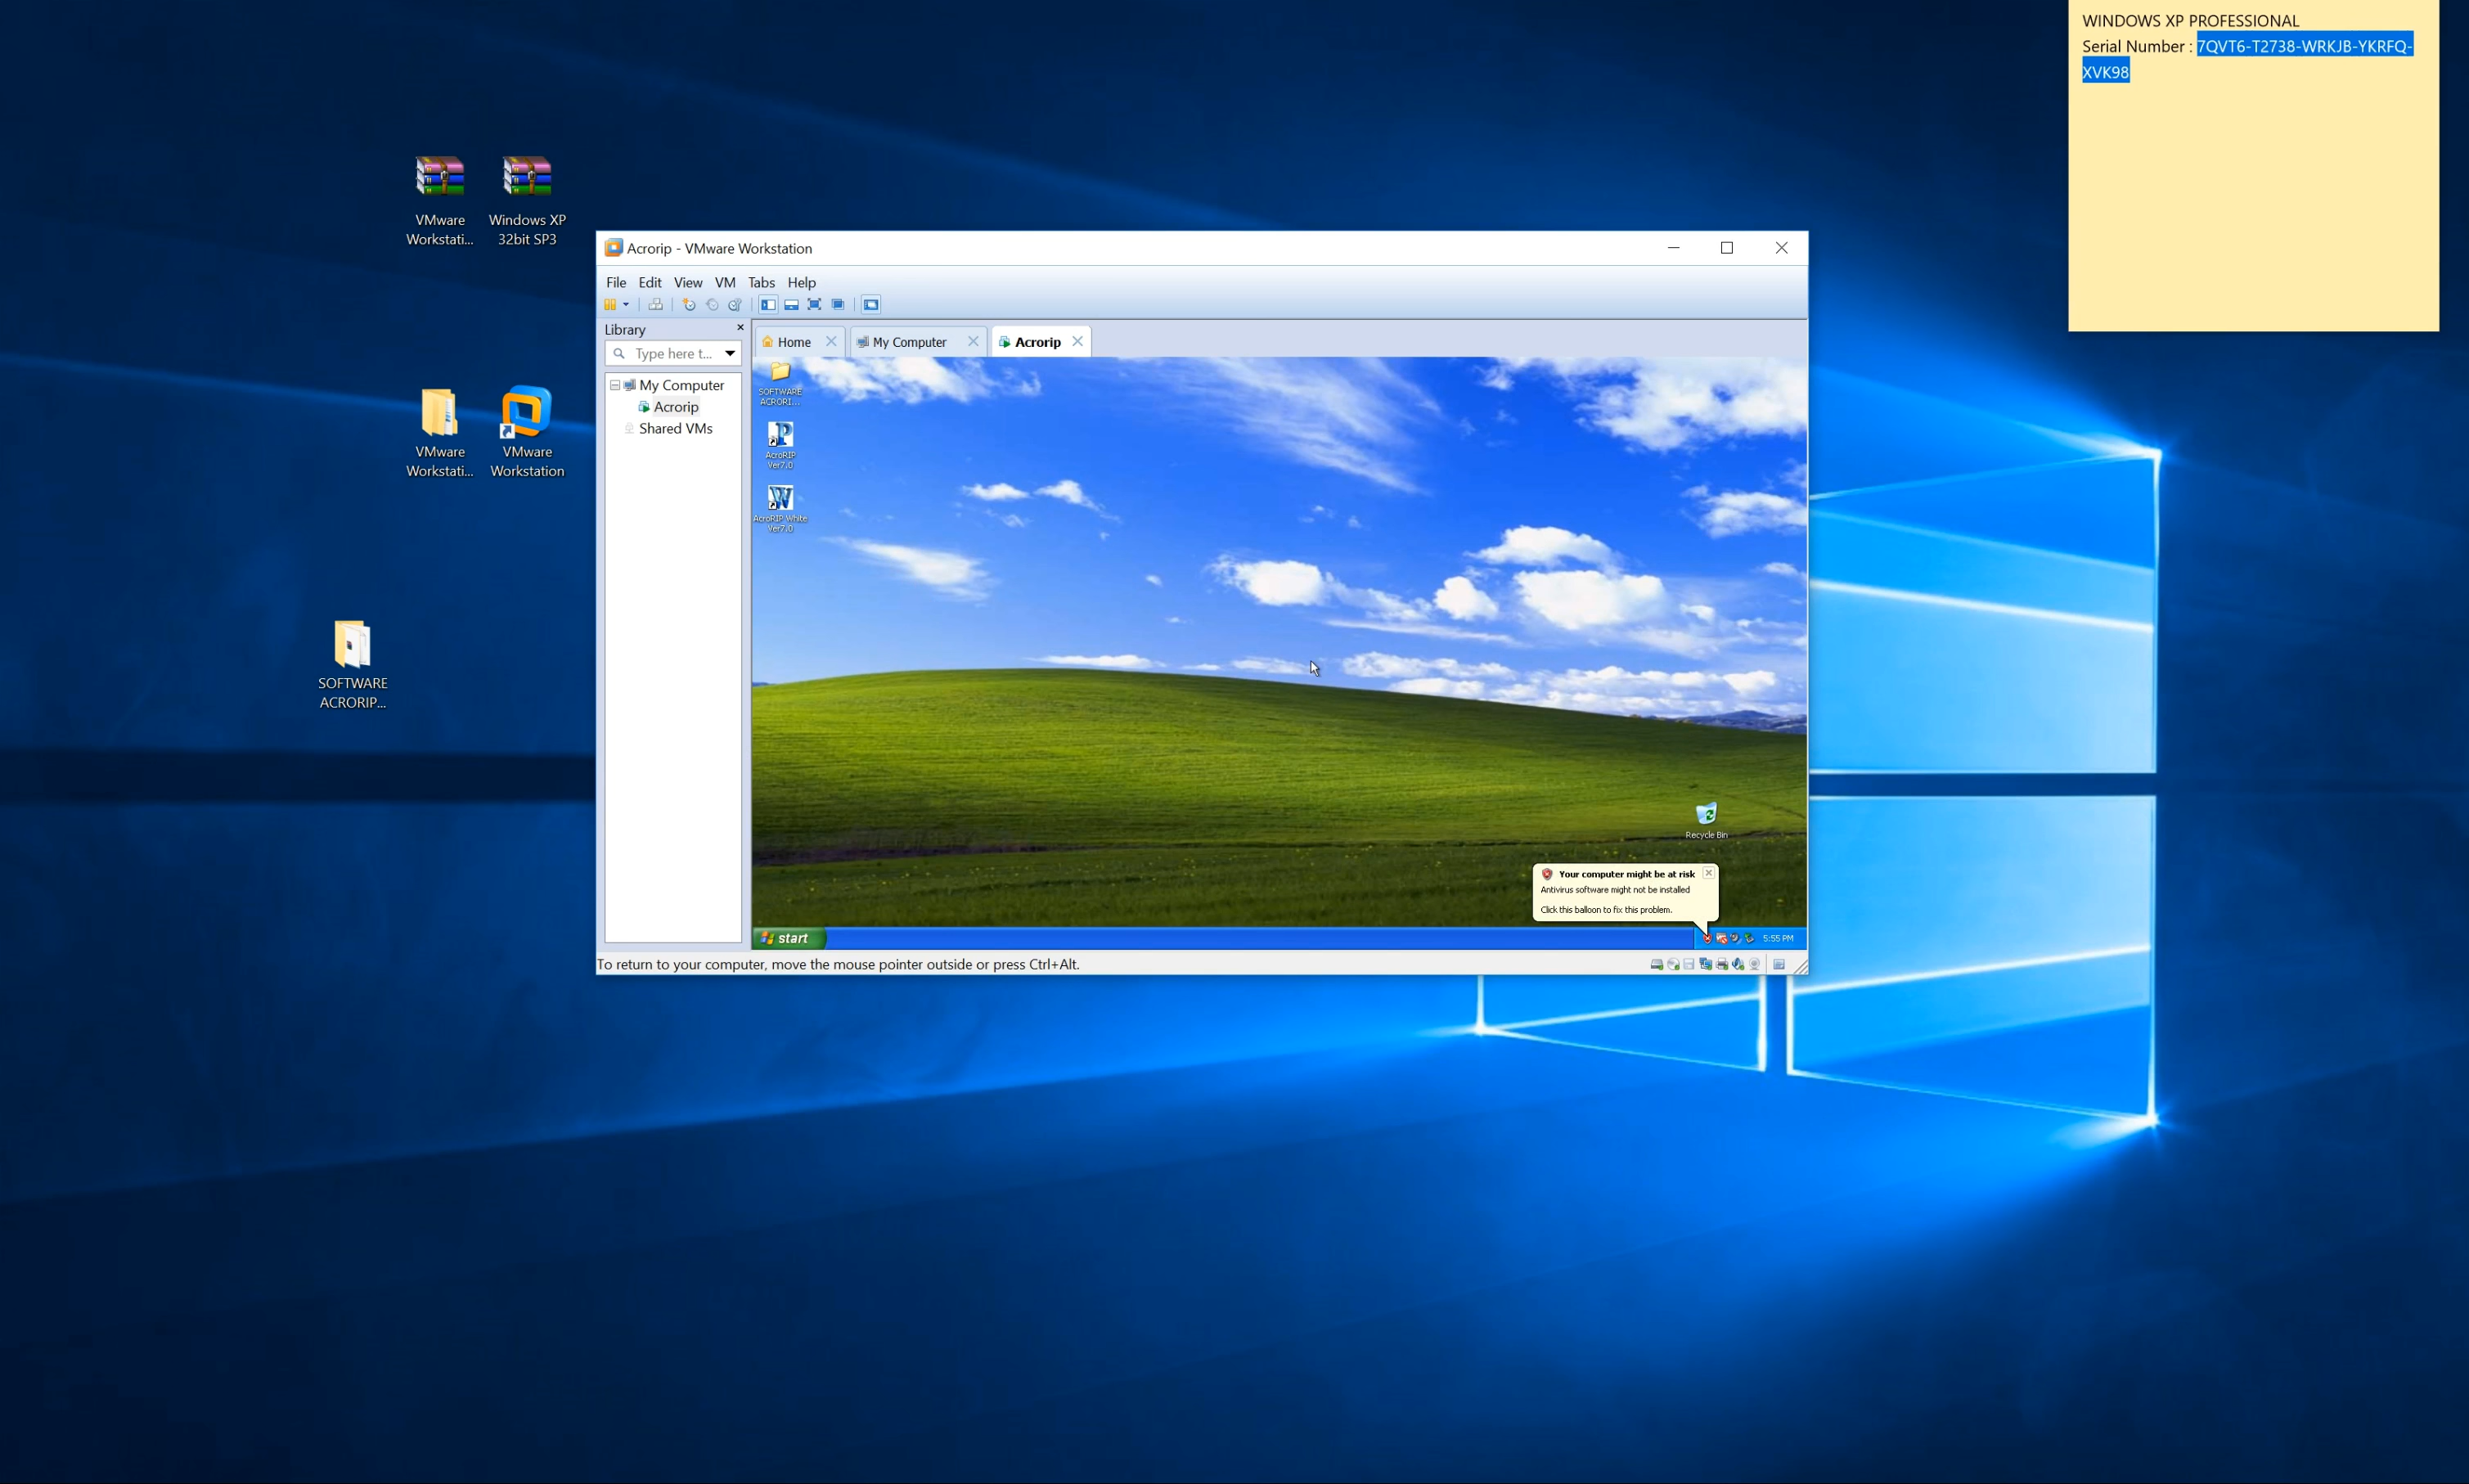 WINDOWS XP PROFESSIONAL
Serial Number : 7QVT6-T2738-WRKJB-YKRFQ-
XVK98
VMware
Workstati...
Windows XP
32bit SP3
VMware
Workstati...
VMware
Workstation
SOFTWARE
ACRORIP...
Acrorip - VMware Workstation
File Edit View VM Tabs Help
Library
Type here t...
My Computer
Acrorip
Shared VMs
Home
My Computer
Acrorip
SOFTWARE
ACRORI...
AcroRIP
Ver7.0
AcroRIP White
Ver7.0
Recycle Bin
Your computer might be at risk
Antivirus software might not be installed
Click this balloon to fix this problem.
start
5:55 PM
To return to your computer, move the mouse pointer outside or press Ctrl+Alt.